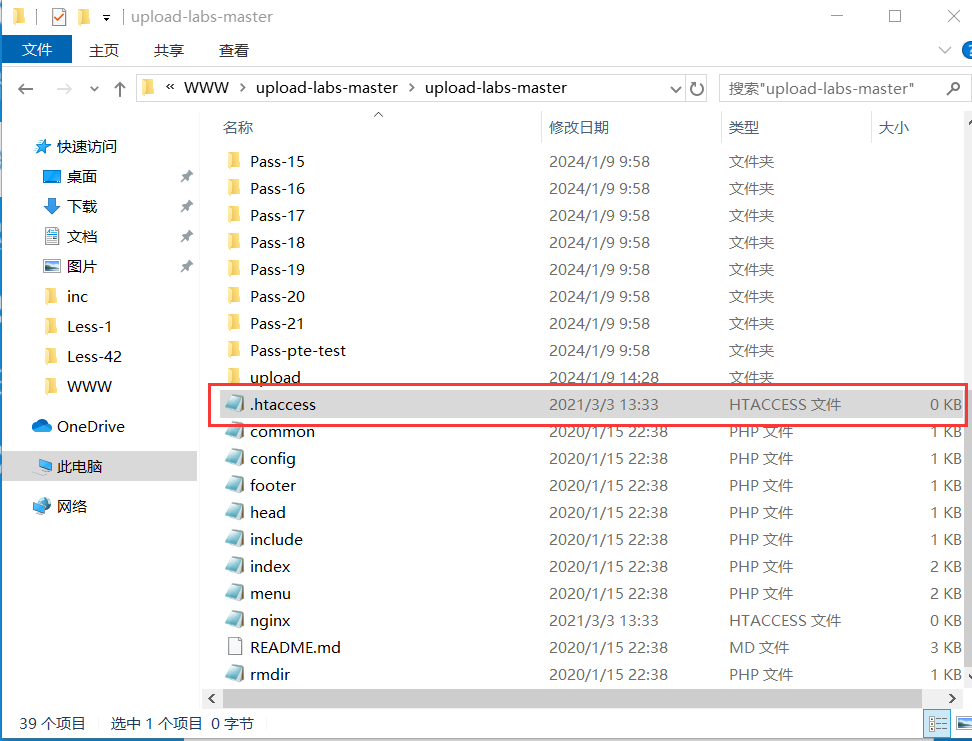 upload-labs-master
文件 主页 共享 查看
« WWW > upload-labs-master > upload-labs-master 搜索"upload-labs-master"
快速访问
桌面
下载
文档
图片
inc
Less-1
Less-42
WWW
OneDrive
此电脑
网络
名称 修改日期 类型 大小
Pass-15 2024/1/9 9:58 文件夹
Pass-16 2024/1/9 9:58 文件夹
Pass-17 2024/1/9 9:58 文件夹
Pass-18 2024/1/9 9:58 文件夹
Pass-19 2024/1/9 9:58 文件夹
Pass-20 2024/1/9 9:58 文件夹
Pass-21 2024/1/9 9:58 文件夹
Pass-pte-test 2024/1/9 9:58 文件夹
upload 2024/1/9 14:28 文件夹
.htaccess 2021/3/3 13:33 HTACCESS 文件 0 KB
common 2020/1/15 22:38 PHP 文件 1 KB
config 2020/1/15 22:38 PHP 文件 1 KB
footer 2020/1/15 22:38 PHP 文件 1 KB
head 2020/1/15 22:38 PHP 文件 1 KB
include 2020/1/15 22:38 PHP 文件 1 KB
index 2020/1/15 22:38 PHP 文件 2 KB
menu 2020/1/15 22:38 PHP 文件 2 KB
nginx 2021/3/3 13:33 HTACCESS 文件 0 KB
README.md 2020/1/15 22:38 MD 文件 3 KB
rmdir 2020/1/15 22:38 PHP 文件 1 KB
39 个项目 选中 1 个项目 0 字节